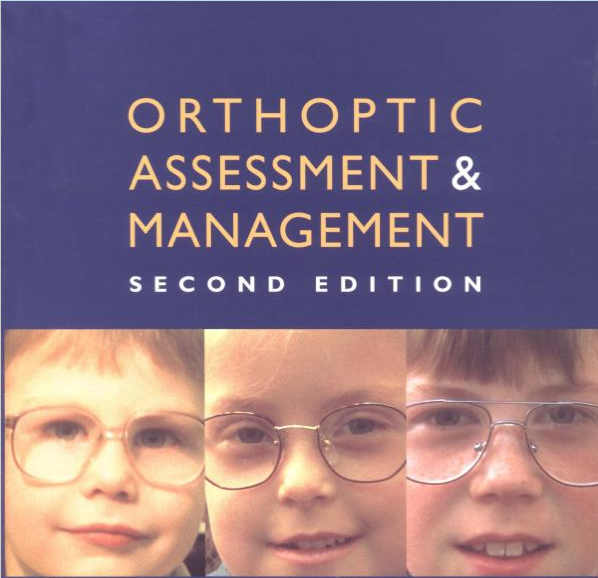 ORTHOPTIC
ASSESSMENT &
MANAGEMENT
SECOND EDITION